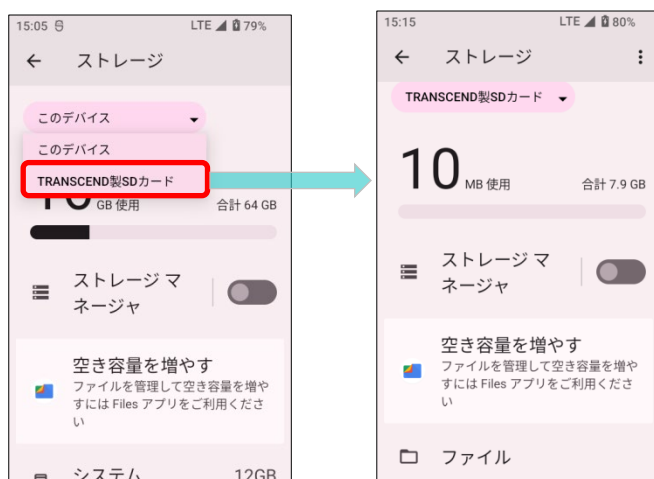 15:05 LTE 79%
ストレージ
このデバイス
このデバイス
TRANSCEND製SDカード
GB 使用
合計 64 GB
ストレージ マ
ネージャ
空き容量を増やす
ファイルを管理して空き容量を増や
すには Files アプリをご利用くださ
い
システム
12GB
15:15 LTE 80%
ストレージ
TRANSCEND製SDカード
10 MB 使用
合計 7.9 GB
ストレージ マ
ネージャ
空き容量を増やす
ファイルを管理して空き容量を増や
すには Files アプリをご利用くださ
い
ファイル